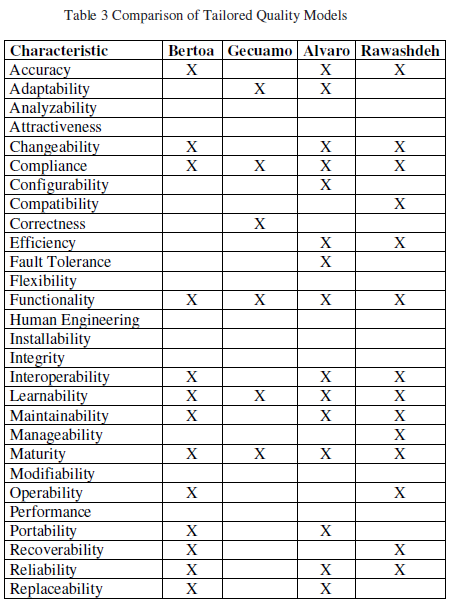 Table 3 Comparison of Tailored Quality Models
Characteristic Bertoa Gecuamo Alvaro Rawashdeh
Accuracy X X X
Adaptability X X
Analyzability
Attractiveness
Changeability X X X
Compliance X X X X
Configurability X
Compatibility X
Correctness X
Efficiency X X
Fault Tolerance X
Flexibility
Functionality X X X X
Human Engineering
Installability
Integrity
Interoperability X X X
Learnability X X X X
Maintainability X X X
Manageability X
Maturity X X X X
Modifiability
Operability X X
Performance
Portability X X
Recoverability X X
Reliability X X X
Replaceability X X